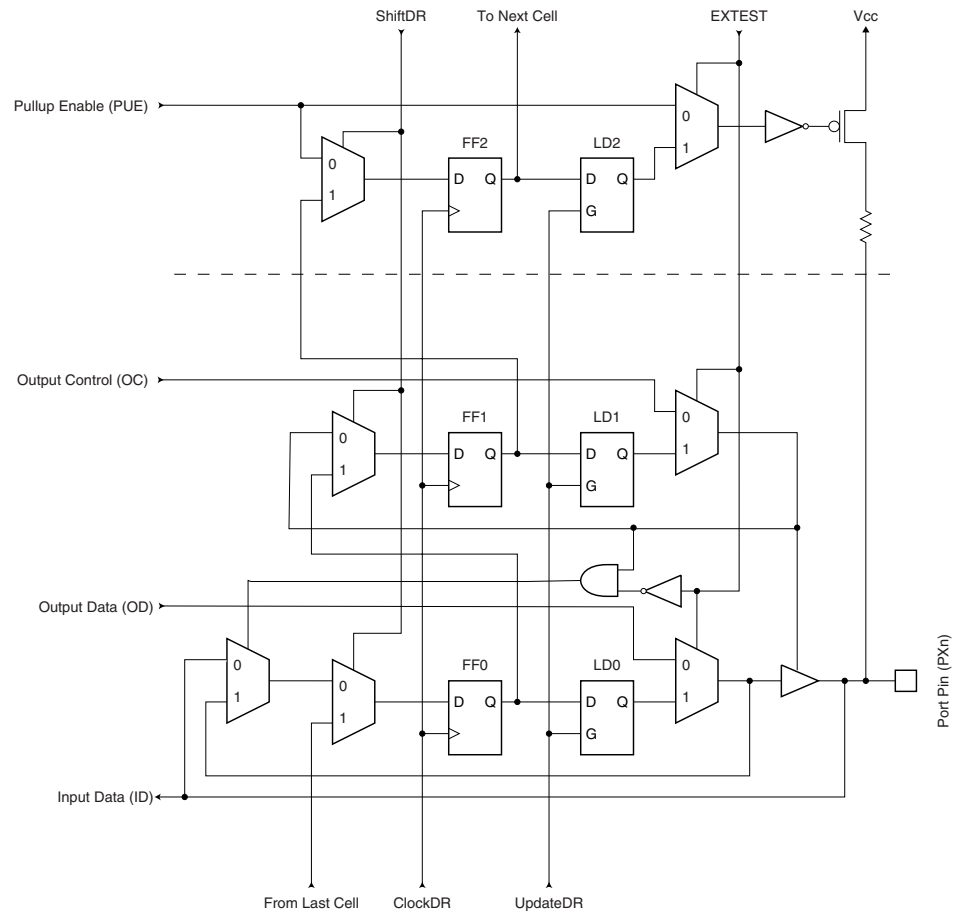 ShiftDR
To Next Cell
EXTEST
Vcc
Pullup Enable (PUE)
0
1
FF2
D Q
LD2
D Q
G
0
1
Output Control (OC)
0
1
FF1
D Q
LD1
D Q
G
0
1
Output Data (OD)
0
1
0
1
FF0
D Q
LD0
D Q
G
0
1
Port Pin (PXn)
Input Data (ID)
From Last Cell
ClockDR
UpdateDR